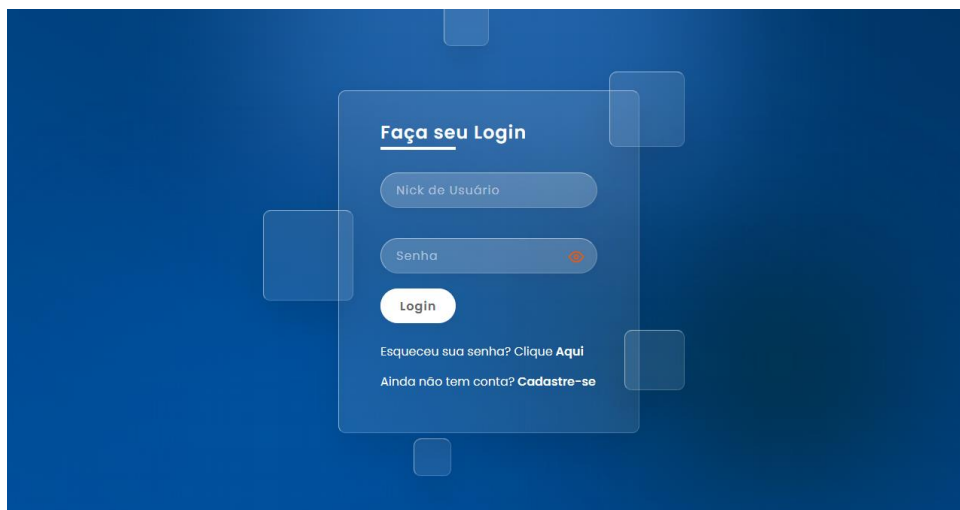 Faça seu Login
Nick de Usuário
Senha
Login
Esqueceu sua senha? Clique Aqui
Ainda não tem conta? Cadastre-se